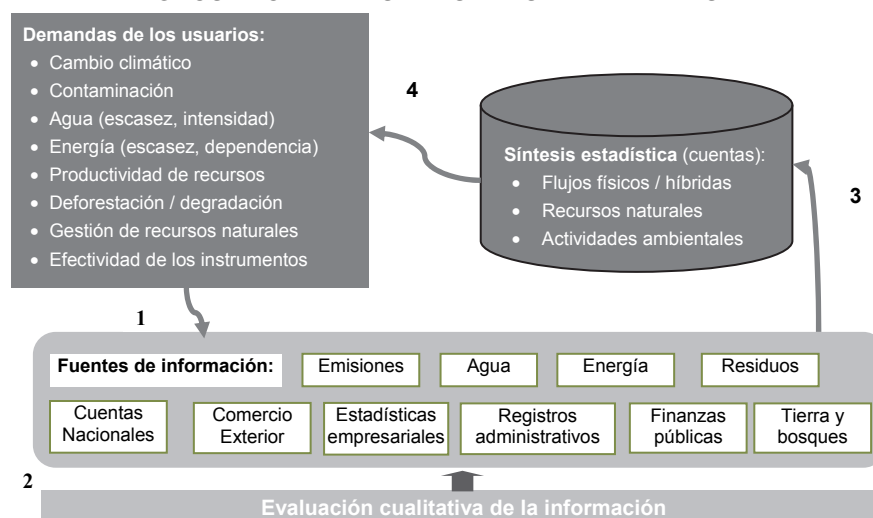 Demandas de los usuarios:
• Cambio climático
• Contaminación
• Agua (escasez, intensidad)
• Energía (escasez, dependencia)
• Productividad de recursos
• Deforestación / degradación
• Gestión de recursos naturales
• Efectividad de los instrumentos
4
Síntesis estadística (cuentas):
• Flujos físicos / híbridas
• Recursos naturales
• Actividades ambientales
3
1
Fuentes de información:
Emisiones
Agua
Energía
Residuos
Cuentas
Nacionales
Comercio
Exterior
Estadísticas
empresariales
Registros
administrativos
Finanzas
públicas
Tierra y
bosques
2
Evaluación cualitativa de la información